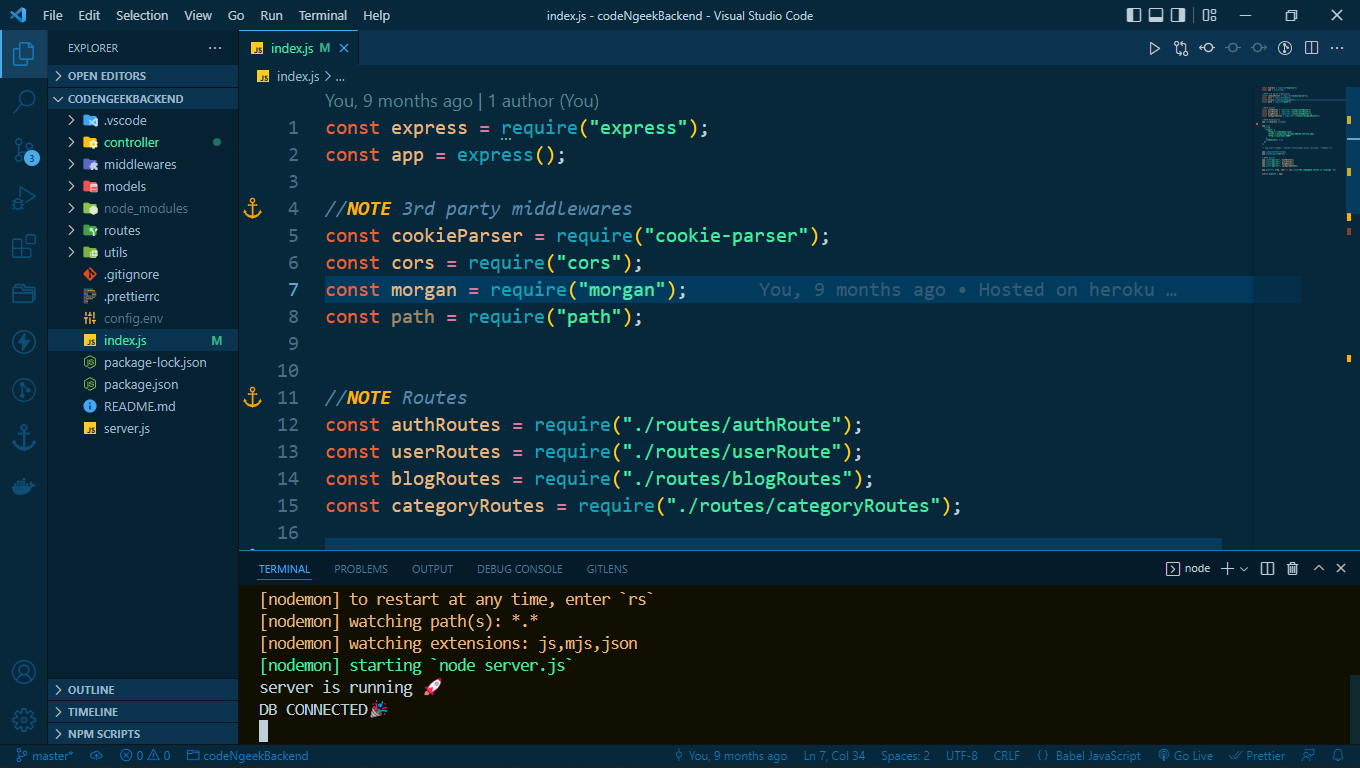 File Edit Selection View Go Run Terminal Help index.js - codeNgeekBackend - Visual Studio Code
EXPLORER
OPEN EDITORS
CODENGEEKBACKEND
.vscode
controller
middlewares
models
node_modules
routes
utils
.gitignore
.prettierrc
config.env
index.js M
package-lock.json
package.json
README.md
server.js
OUTLINE
TIMELINE
NPM SCRIPTS
3
JS index.js M
JS index.js > ...
You, 9 months ago | 1 author (You)
1 const express = require("express");
2 const app = express();
3
4 //NOTE 3rd party middlewares
5 const cookieParser = require("cookie-parser");
6 const cors = require("cors");
7 const morgan = require("morgan"); You, 9 months ago • Hosted on heroku …
8 const path = require("path");
9
10
11 //NOTE Routes
12 const authRoutes = require("./routes/authRoute");
13 const userRoutes = require("./routes/userRoute");
14 const blogRoutes = require("./routes/blogRoutes");
15 const categoryRoutes = require("./routes/categoryRoutes");
16
TERMINAL PROBLEMS OUTPUT DEBUG CONSOLE GITLENS node
[nodemon] to restart at any time, enter `rs`
[nodemon] watching path(s): *.*
[nodemon] watching extensions: js,mjs,json
[nodemon] starting `node server.js`
server is running 🚀
DB CONNECTED🎉
master* 0 0 codeNgeekBackend You, 9 months ago Ln 7, Col 34 Spaces: 2 UTF-8 CRLF {} Babel JavaScript Go Live Prettier